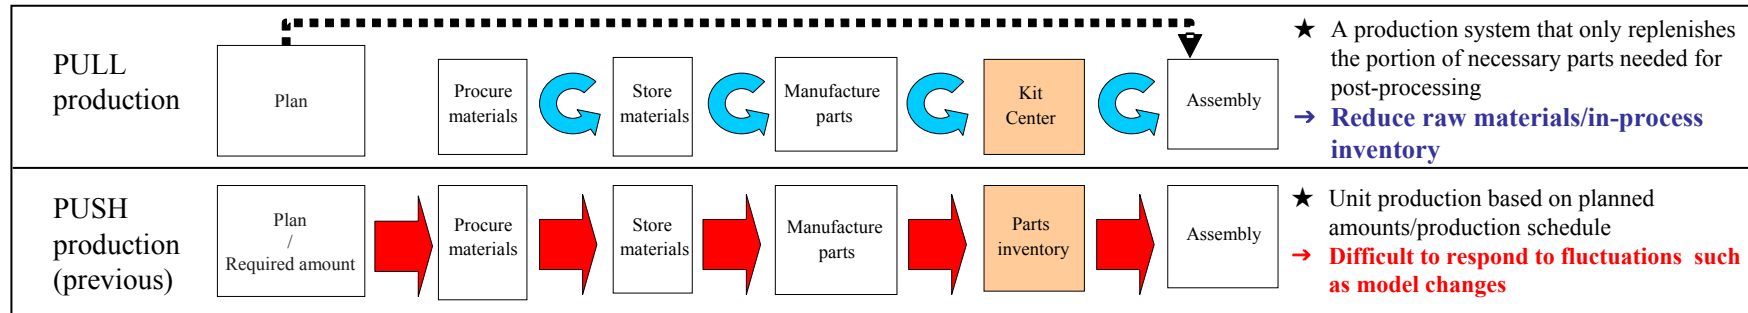 PULL
production
Plan
Procure
materials
Store
materials
Manufacture
parts
Kit
Center
Assembly
★ A production system that only replenishes
the portion of necessary parts needed for
post-processing
→ Reduce raw materials/in-process
inventory
PUSH
production
(previous)
Plan
/
Required amount
Procure
materials
Store
materials
Manufacture
parts
Parts
inventory
Assembly
★ Unit production based on planned
amounts/production schedule
→ Difficult to respond to fluctuations such
as model changes